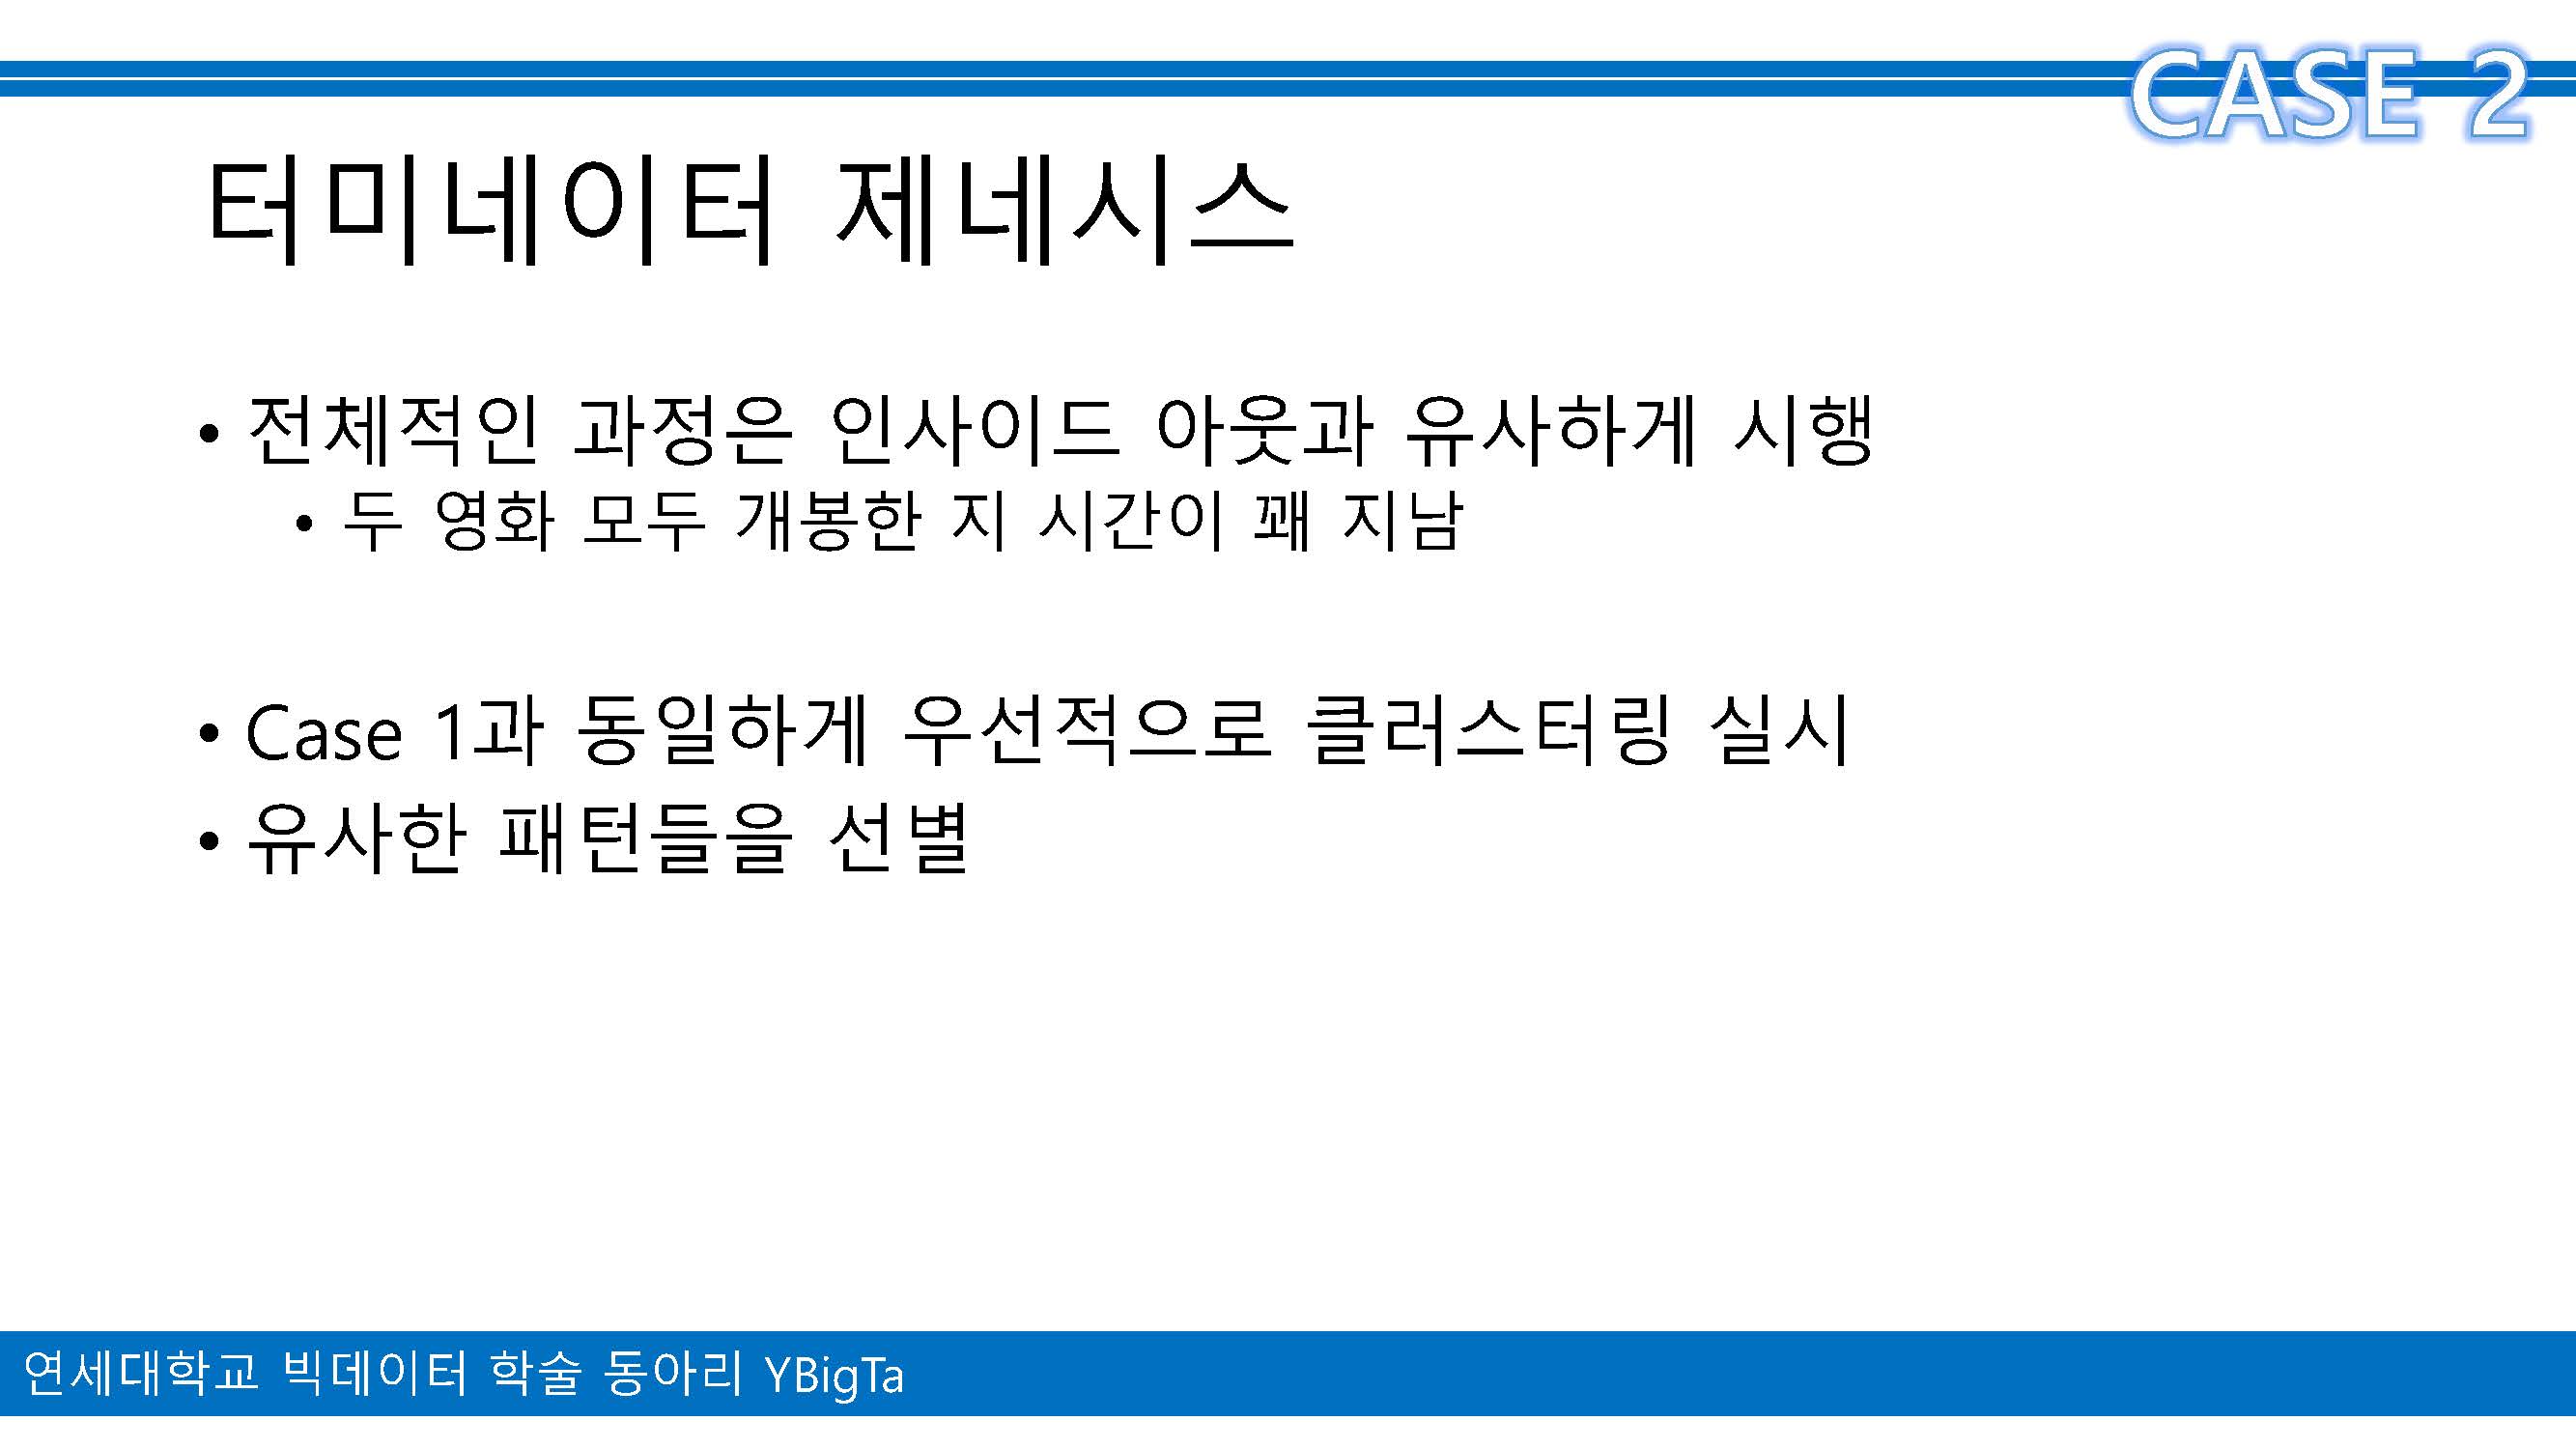 CASE 2
터미네이터 제네시스
• 전체적인 과정은 인사이드 아웃과 유사하게 시행
• 두 영화 모두 개봉한 지 시간이 꽤 지남
• Case 1과 동일하게 우선적으로 클러스터링 실시
• 유사한 패턴들을 선별
연세대학교 빅데이터 학술 동아리 YBigTa